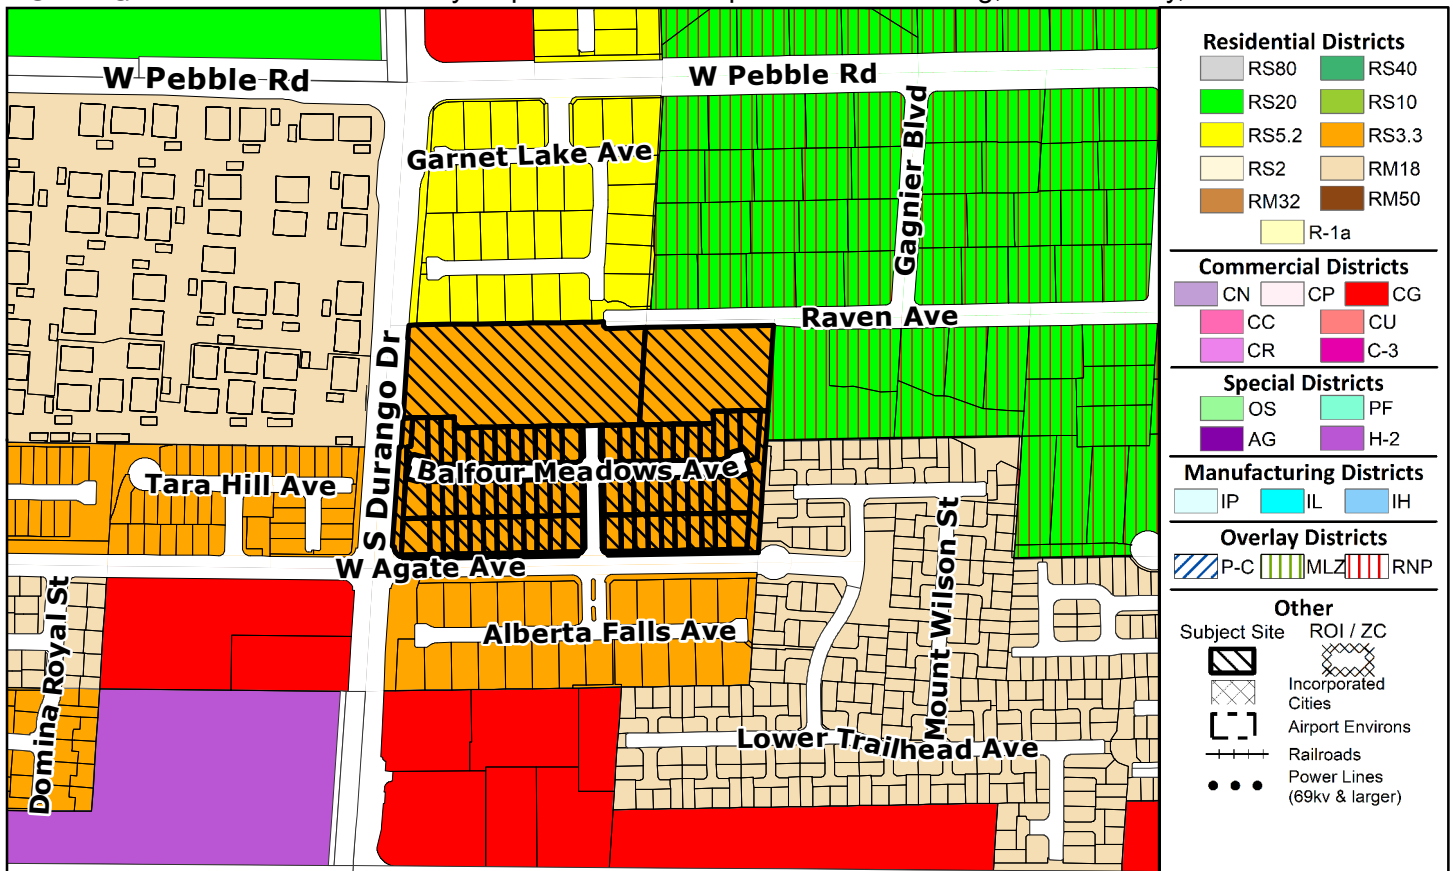 W Pebble Rd
W Pebble Rd
Garnet Lake Ave
Gagnier Blvd
Raven Ave
S Durango Dr
Balfour Meadows Ave
Tara Hill Ave
W Agate Ave
Mount Wilson St
Alberta Falls Ave
Domina Royal St
Lower Trailhead Ave
Residential Districts
RS80 RS40
RS20 RS10
RS5.2 RS3.3
RS2 RM18
RM32 RM50
R-1a
Commercial Districts
CN CP CG
CC CU
CR C-3
Special Districts
OS PF
AG H-2
Manufacturing Districts
IP IL IH
Overlay Districts
P-C MLZ RNP
Other
Subject Site ROI / ZC
Incorporated
Cities
Airport Environs
Railroads
Power Lines
(69kv & larger)